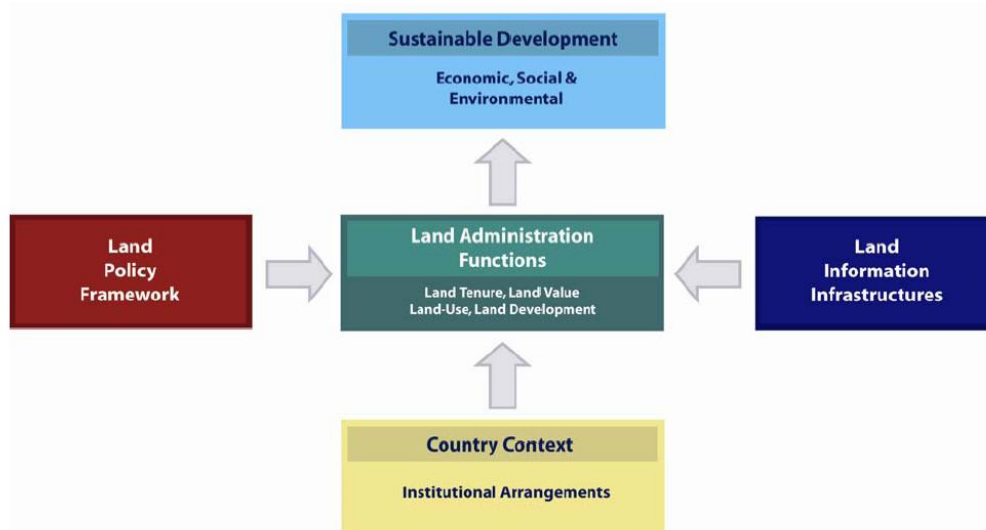 Sustainable Development
Economic, Social &
Environmental
Land
Policy
Framework
Land Administration
Functions
Land Tenure, Land Value
Land-Use, Land Development
Land
Information
Infrastructures
Country Context
Institutional Arrangements